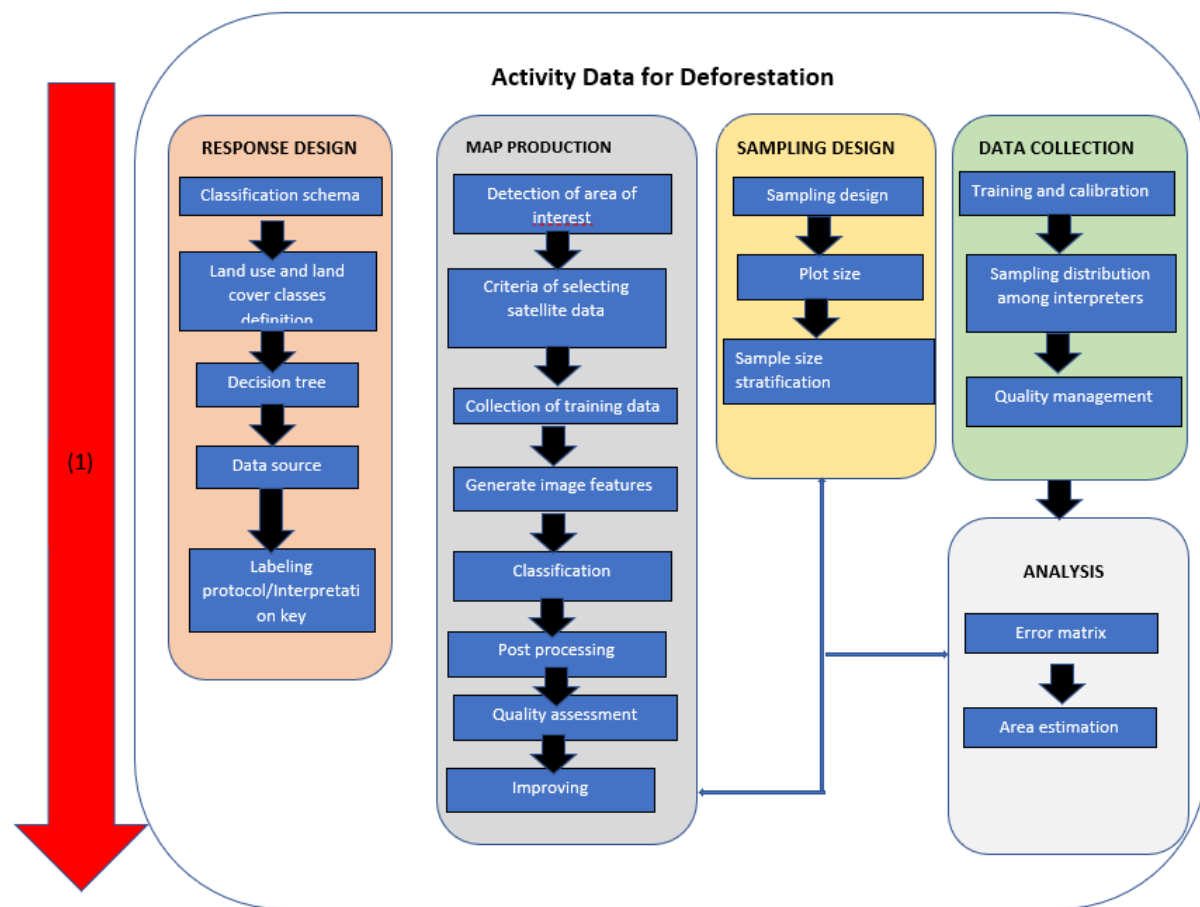 Activity Data for Deforestation
(1)
RESPONSE DESIGN
Classification schema
Land use and land
cover classes
definition
Decision tree
Data source
Labeling
protocol/Interpretati
on key
MAP PRODUCTION
Detection of area of
interest
Criteria of selecting
satellite data
Collection of training data
Generate image features
Classification
Post processing
Quality assessment
Improving
SAMPLING DESIGN
Sampling design
Plot size
Sample size
stratification
DATA COLLECTION
Training and calibration
Sampling distribution
among interpreters
Quality management
ANALYSIS
Error matrix
Area estimation